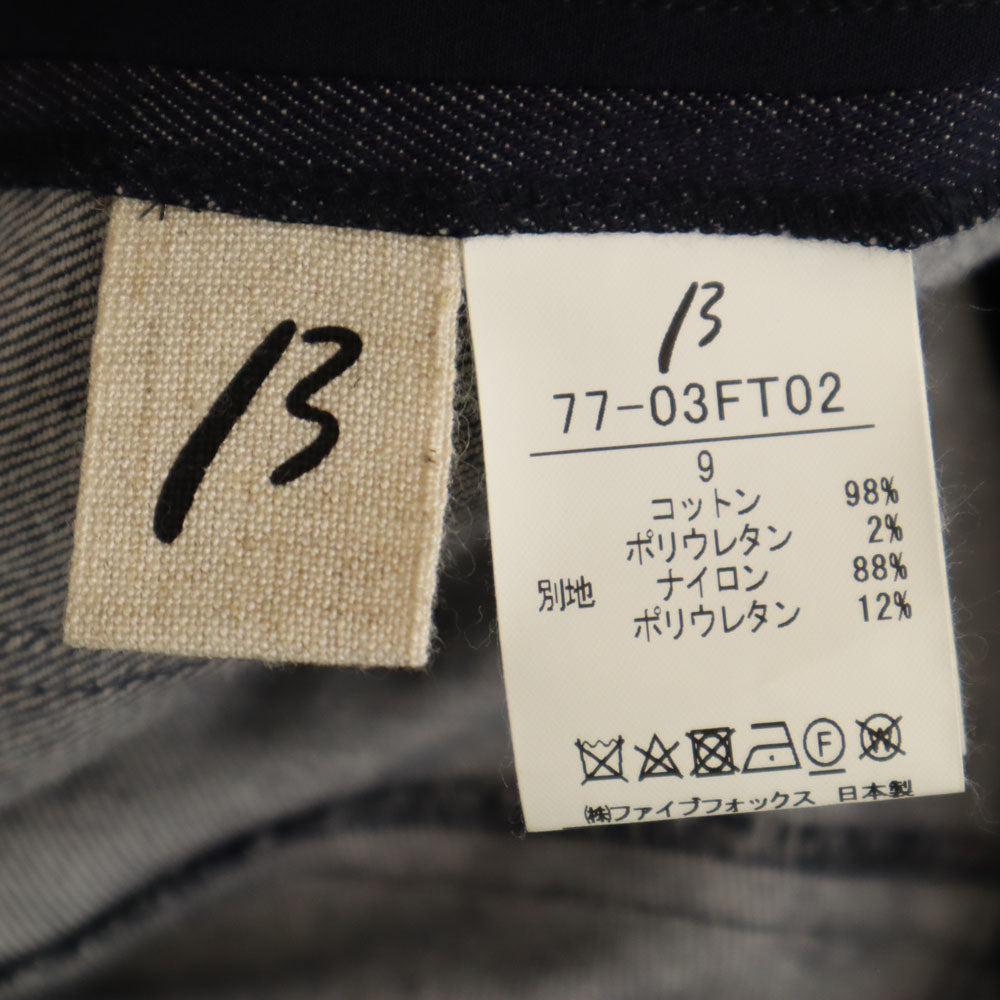 β
β
77-03FT02
9
コットン 98%
ポリウレタン 2%
別地 ナイロン 88%
ポリウレタン 12%
F W
㈱ファイブフォックス 日本製